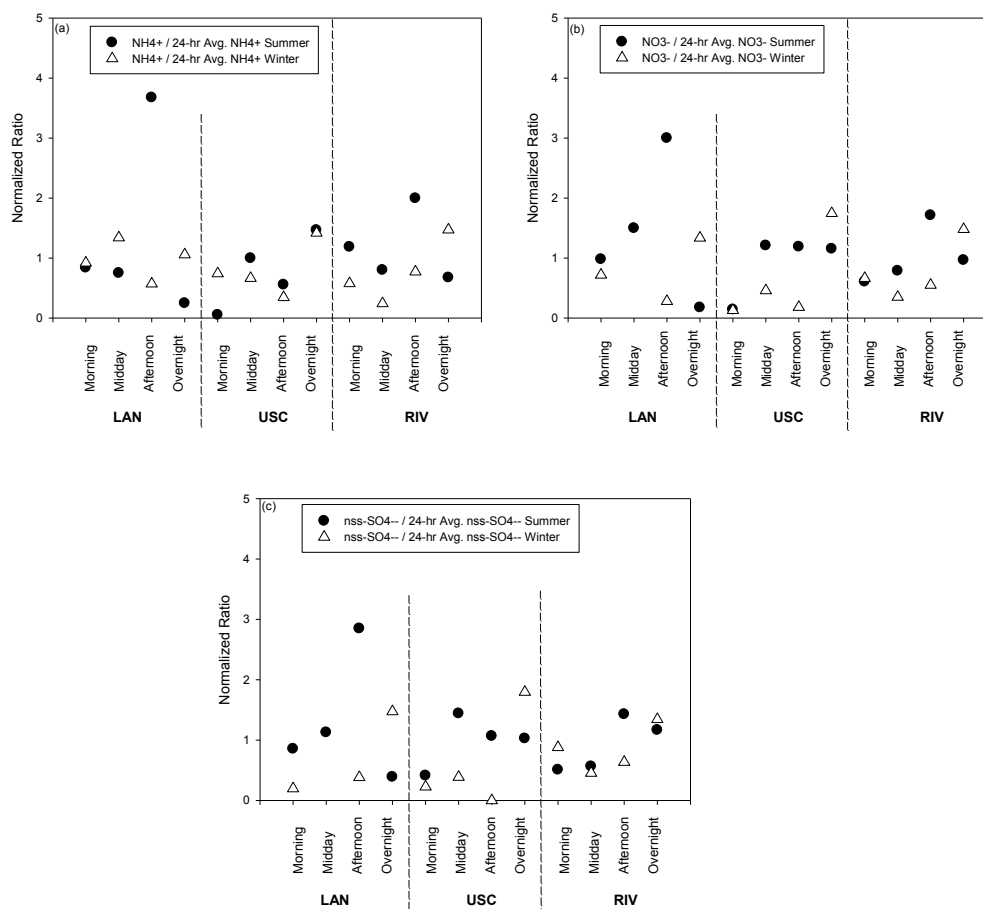 (a)
NH4+ / 24-hr Avg. NH4+ Summer
NH4+ / 24-hr Avg. NH4+ Winter
Normalized Ratio
5
4
3
2
1
0
Morning
Midday
Afternoon
Overnight
Morning
Midday
Afternoon
Overnight
Morning
Midday
Afternoon
Overnight
LAN USC RIV
(b)
NO3- / 24-hr Avg. NO3- Summer
NO3- / 24-hr Avg. NO3- Winter
Normalized Ratio
5
4
3
2
1
0
Morning
Midday
Afternoon
Overnight
Morning
Midday
Afternoon
Overnight
Morning
Midday
Afternoon
Overnight
LAN USC RIV
(c)
nss-SO4-- / 24-hr Avg. nss-SO4-- Summer
nss-SO4-- / 24-hr Avg. nss-SO4-- Winter
Normalized Ratio
5
4
3
2
1
0
Morning
Midday
Afternoon
Overnight
Morning
Midday
Afternoon
Overnight
Morning
Midday
Afternoon
Overnight
LAN USC RIV